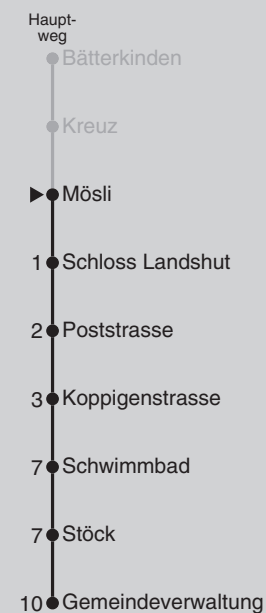 Haupt-
weg
Bätterkinden
Kreuz
Mösli
1 Schloss Landshut
2 Poststrasse
3 Koppigenstrasse
7 Schwimmbad
7 Stöck
10 Gemeindeverwaltung